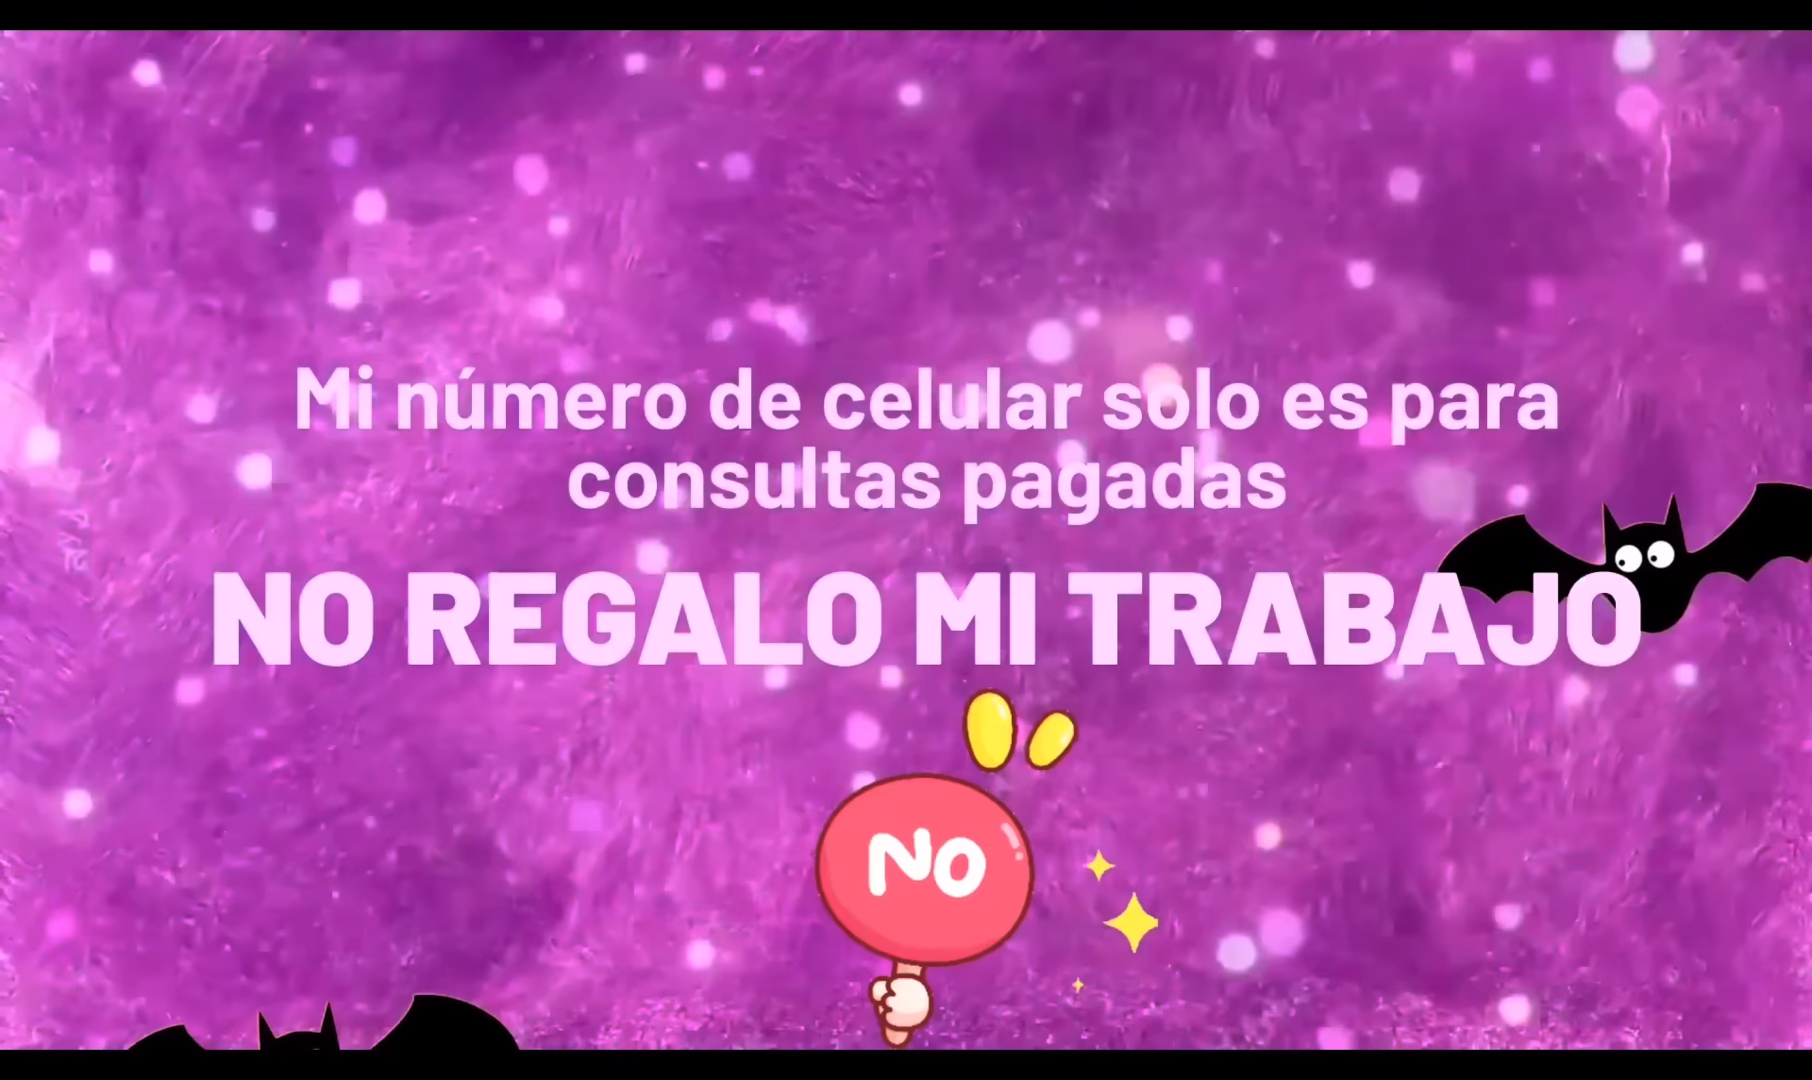 Mi número de celular solo es para
consultas pagadas
NO REGALO MI TRABAJO
NO